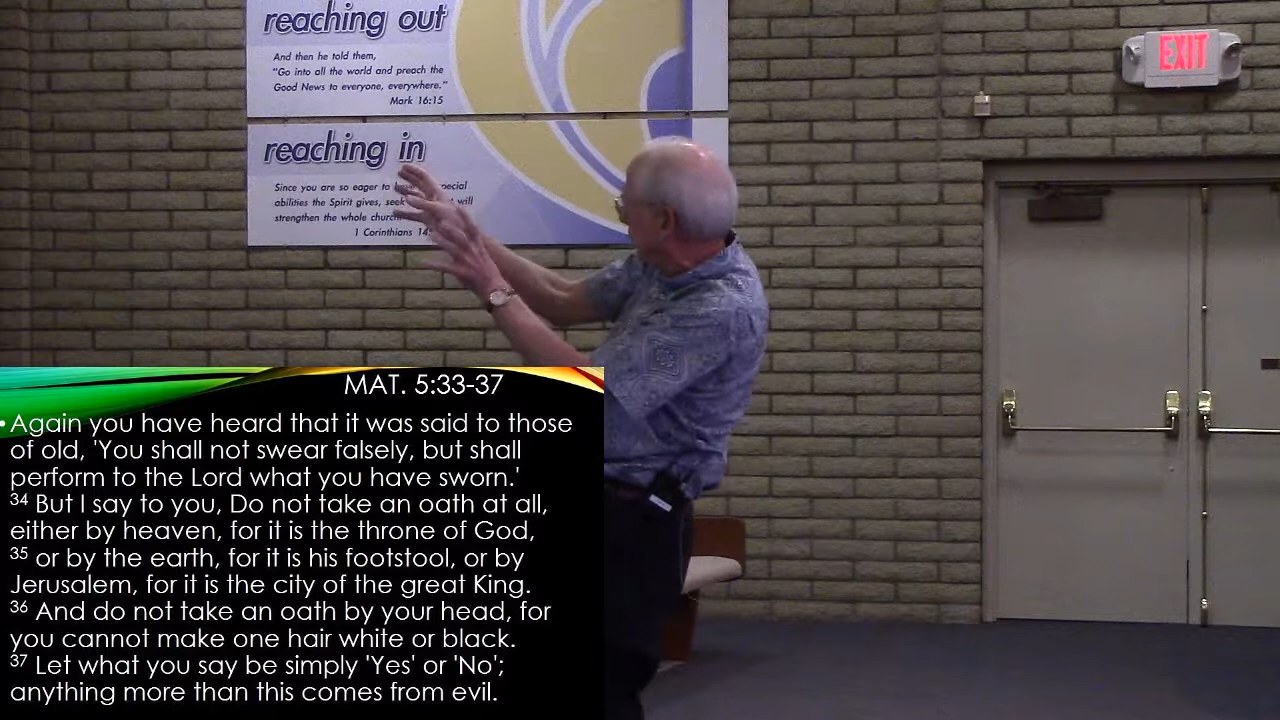 reaching out
And then he told them,
"Go into all the world and preach the
Good News to everyone, everywhere."
Mark 16:15
reaching in
Since you are so eager to special
abilities the Spirit gives, seek will
strengthen the whole church
1 Corinthians
EXIT
MAT. 5:33-37
• Again you have heard that it was said to those
of old, 'You shall not swear falsely, but shall
perform to the Lord what you have sworn.'
34 But I say to you, Do not take an oath at all,
either by heaven, for it is the throne of God,
35 or by the earth, for it is his footstool, or by
Jerusalem, for it is the city of the great King.
36 And do not take an oath by your head, for
you cannot make one hair white or black.
37 Let what you say be simply 'Yes' or 'No';
anything more than this comes from evil.